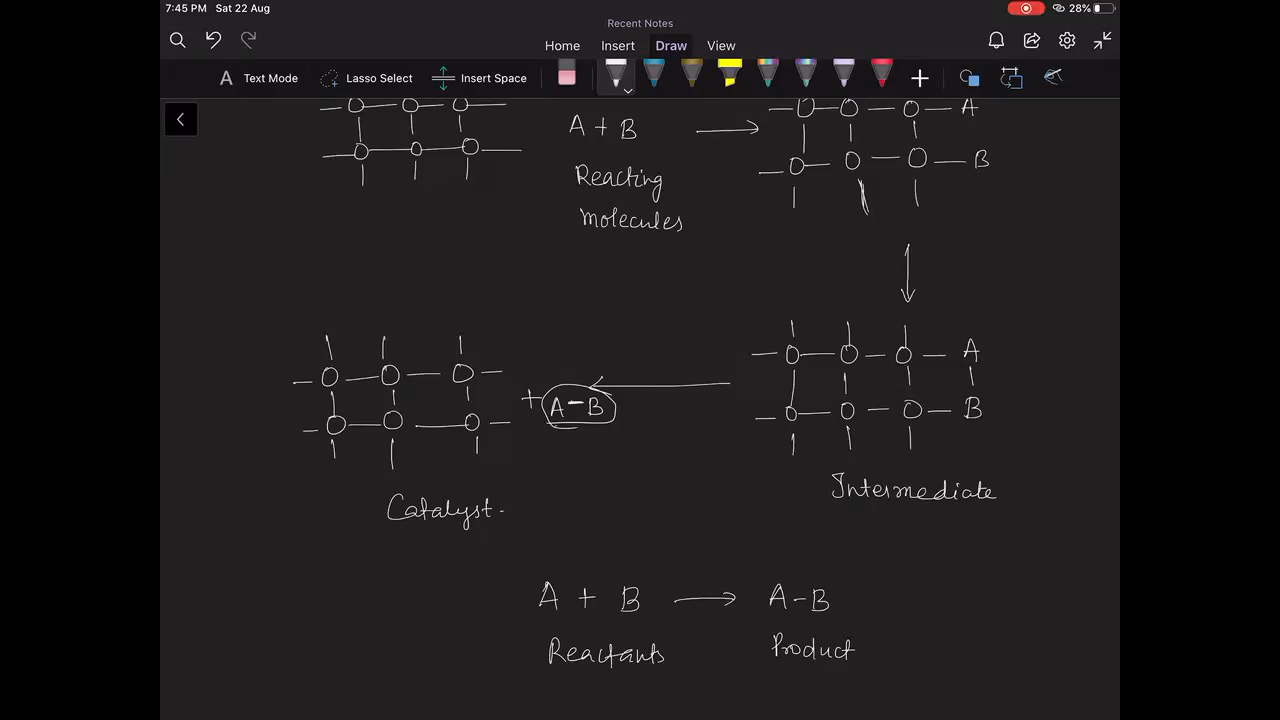 7:45 PM Sat 22 Aug
28%
Recent Notes
Home Insert Draw View
Text Mode Lasso Select Insert Space
A + B
A
B
Reacting
molecules
A
B
+ A - B
Intermediate
Catalyst
A + B → A - B
Reactants Product